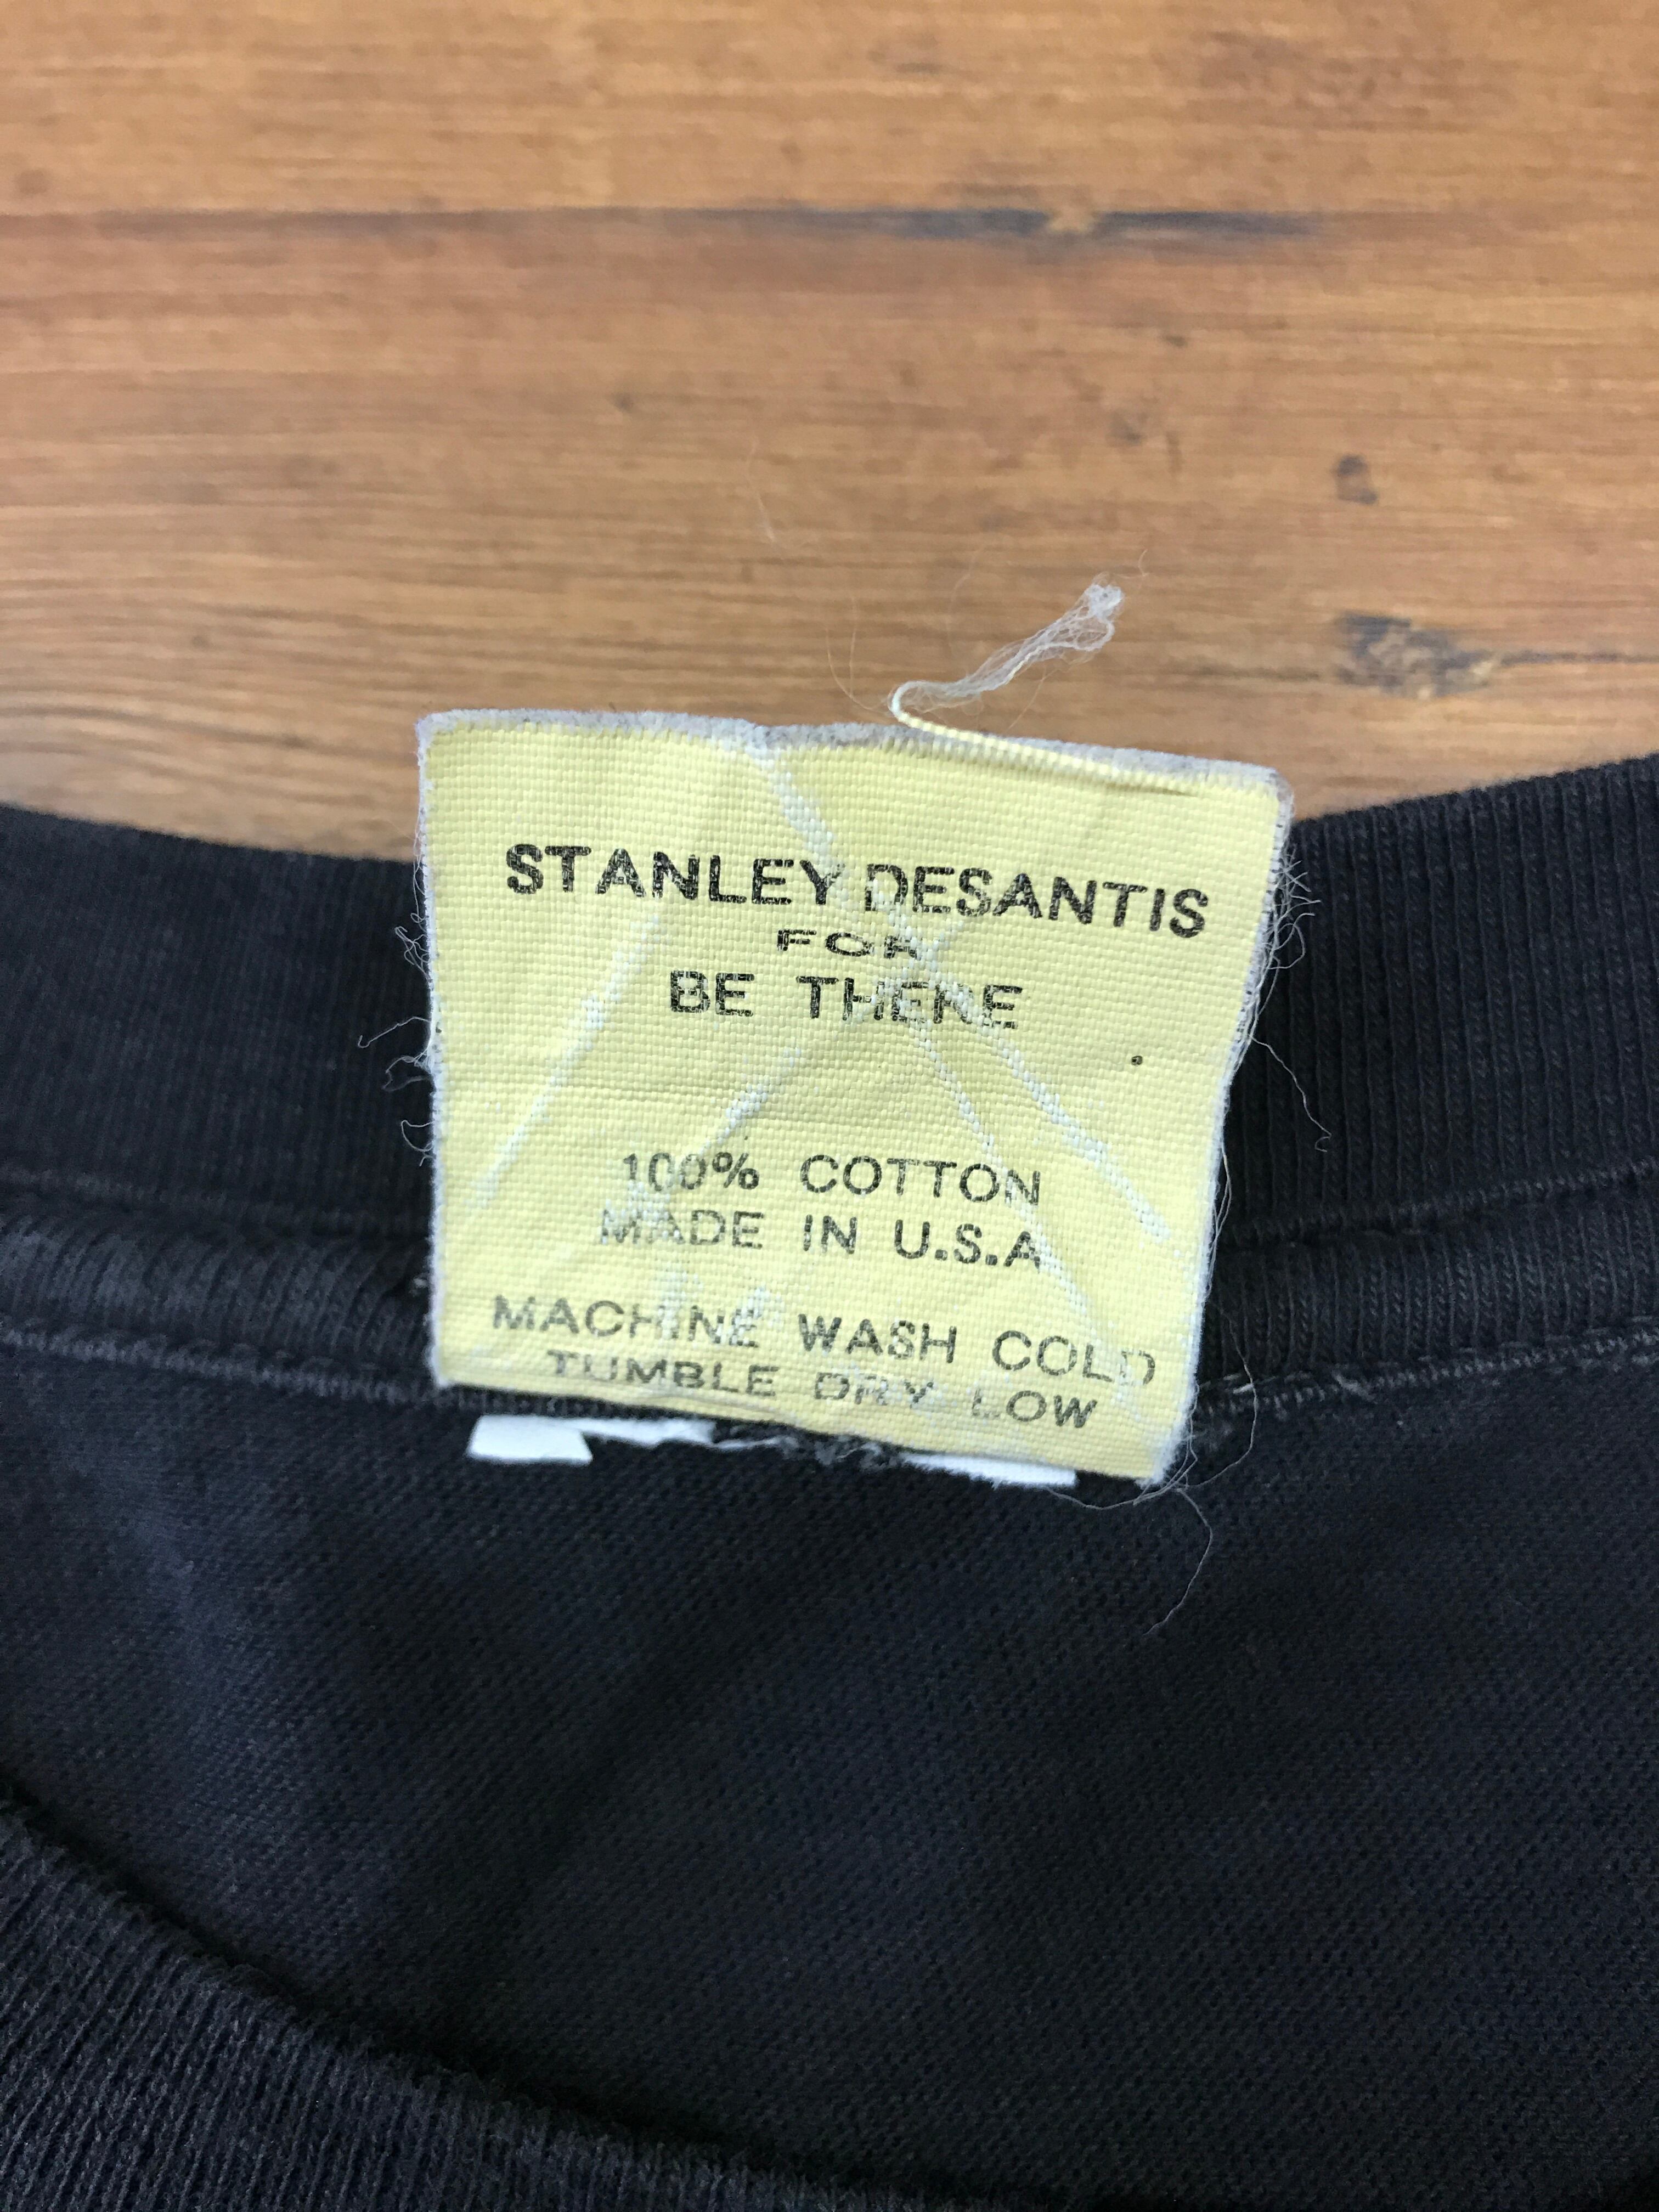 STANLEY DESANTIS
FOR
BE THERE
100% COTTON
MADE IN U.S.A
MACHINE WASH COLD
TUMBLE DRY LOW